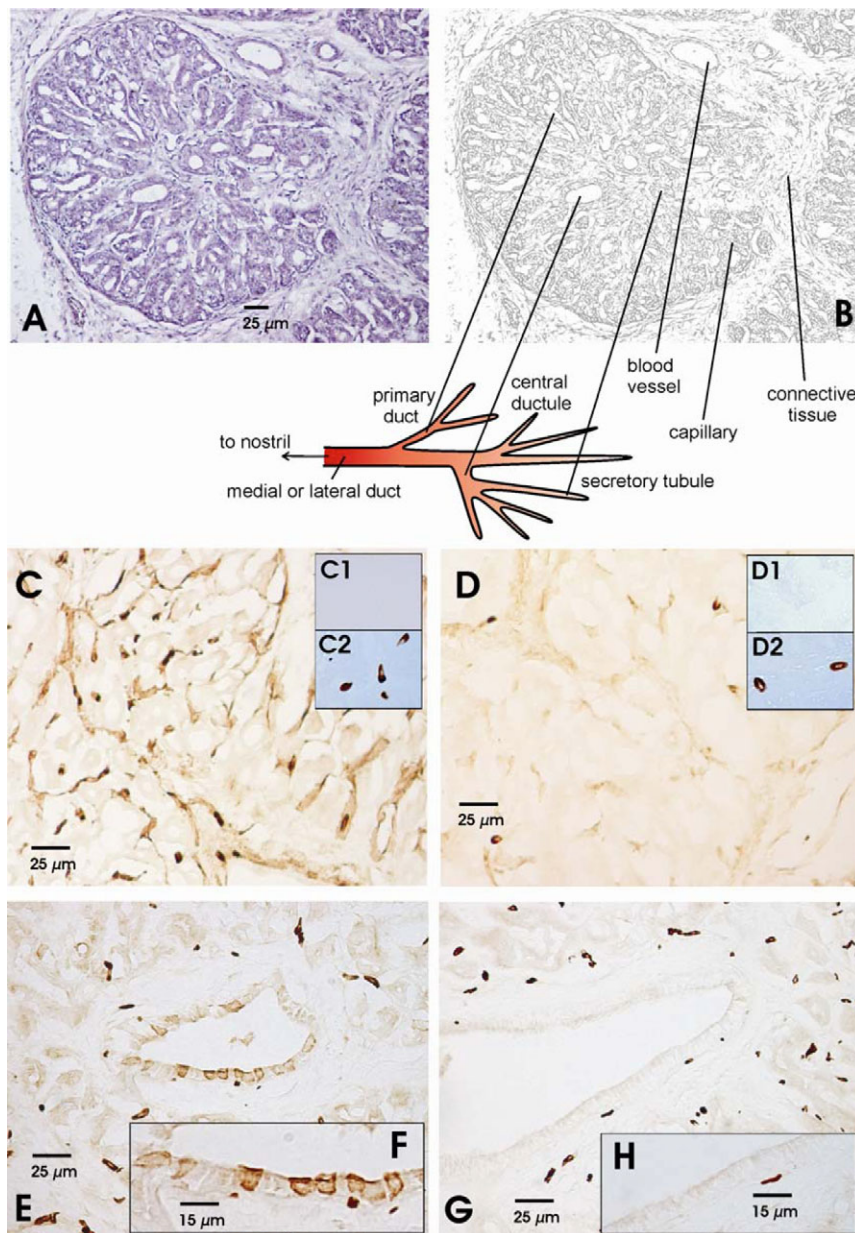 A
25 µm
B
primary
duct
central
ductule
blood
vessel
connective
tissue
capillary
to nostril
medial or lateral duct
secretory tubule
C
C1
C2
25 µm
D
D1
D2
25 µm
E
25 µm
F
15 µm
G
25 µm
H
15 µm